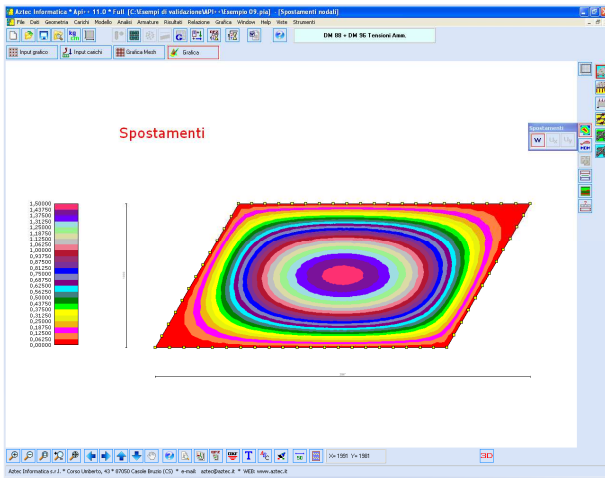 Aztec Informatica * Api++ 11.0 * Full [C:\Esempi di validazione\API++\Esempio 09.pia] - [Spostamenti nodali]
File Dati Geometria Carichi Modello Analisi Armature Risultati Relazione Grafica Window Help Viste Strumenti
DM 88 + DM 96 Tensioni Amm.
Input grafico Input carichi Grafica Mesh Grafica
Spostamenti
Spostamenti
W
1,50000
1,43750
1,37500
1,31250
1,25000
1,18750
1,12500
1,06250
1,00000
0,93750
0,87500
0,81250
0,75000
0,68750
0,62500
0,56250
0,50000
0,43750
0,37500
0,31250
0,25000
0,18750
0,12500
0,06250
0,00000
X= 1991 Y= 1981
3D
Aztec Informatica s.r.l. * Corso Umberto, 43 * 87050 Casole Bruzio (CS) * e-mail: aztec@aztec.it * WEB: www.aztec.it